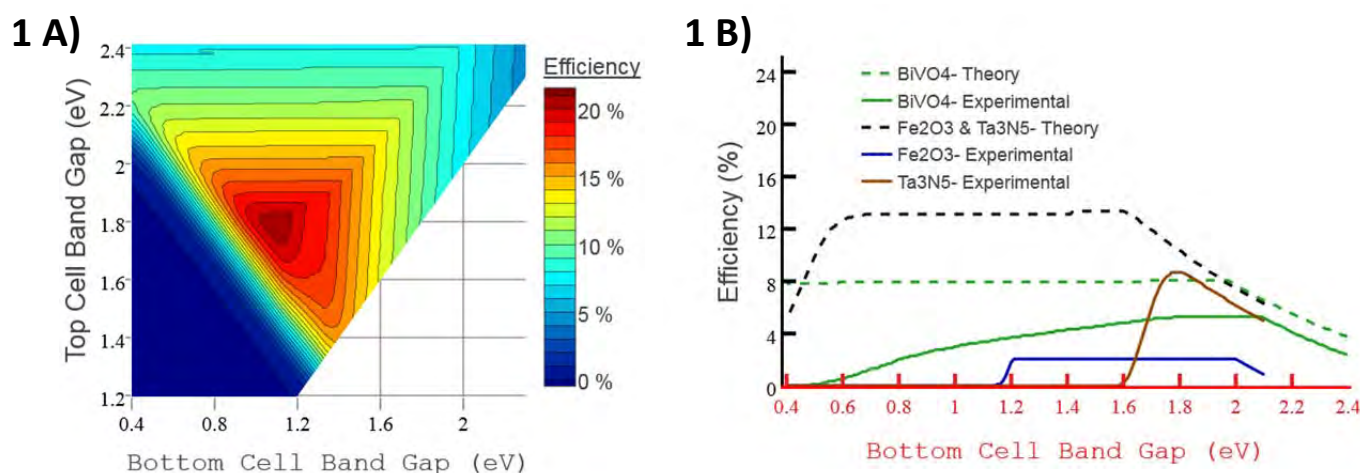 1 A)
Top Cell Band Gap (eV)
2.4
2.2
2
1.8
1.6
1.4
1.2
0.4
0.8
1.2
1.6
2
Bottom Cell Band Gap (eV)
Efficiency
20 %
15 %
10 %
5 %
0 %
1 B)
Efficiency (%)
24
20
16
12
8
4
0
BiVO4- Theory
BiVO4- Experimental
Fe2O3 & Ta3N5- Theory
Fe2O3- Experimental
Ta3N5- Experimental
0.4
0.6
0.8
1
1.2
1.4
1.6
1.8
2
2.2
2.4
Bottom Cell Band Gap (eV)